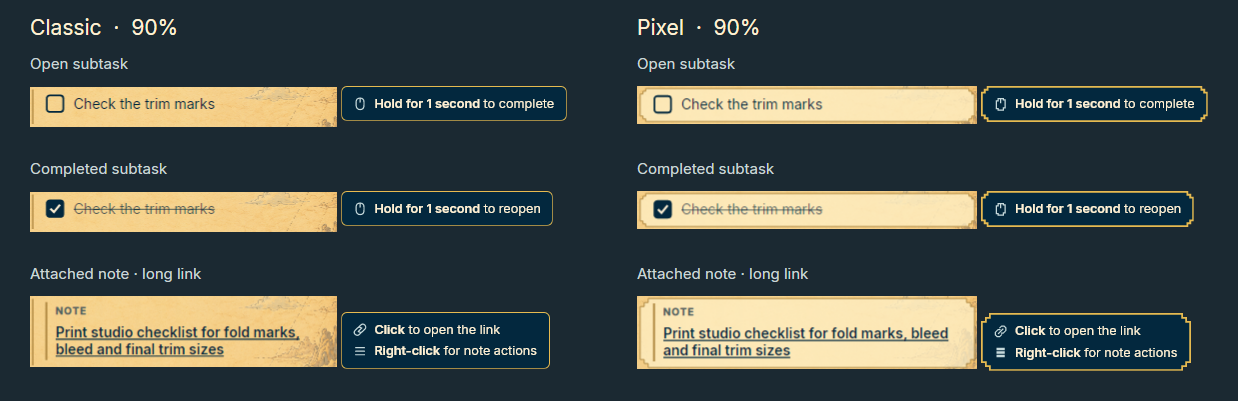 Classic · 90%
Open subtask
Check the trim marks
Hold for 1 second to complete
Completed subtask
Check the trim marks
Hold for 1 second to reopen
Attached note · long link
NOTE
Print studio checklist for fold marks,
bleed and final trim sizes
Click to open the link
Right-click for note actions
Pixel · 90%
Open subtask
Check the trim marks
Hold for 1 second to complete
Completed subtask
Check the trim marks
Hold for 1 second to reopen
Attached note · long link
NOTE
Print studio checklist for fold marks, bleed
and final trim sizes
Click to open the link
Right-click for note actions